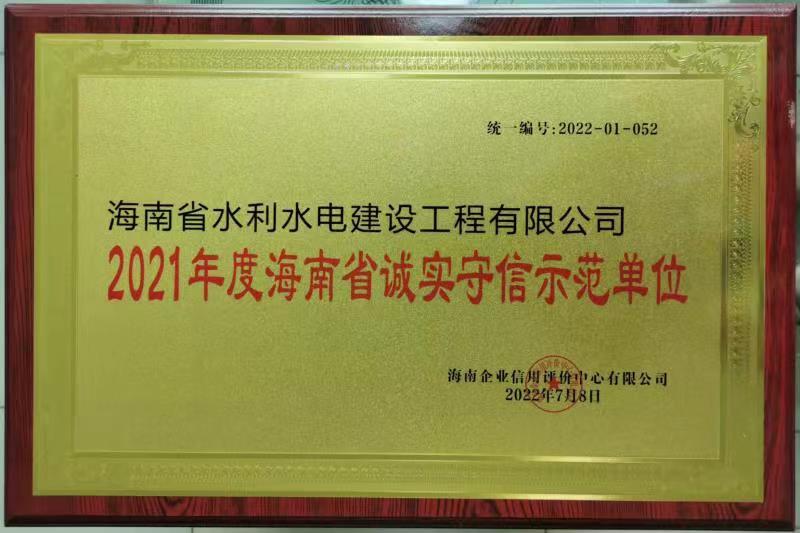 统一编号:2022-01-052
海南省水利水电建设工程有限公司
2021年度海南省诚实守信示范单位
海南企业信用评价中心有限公司
2022年7月8日